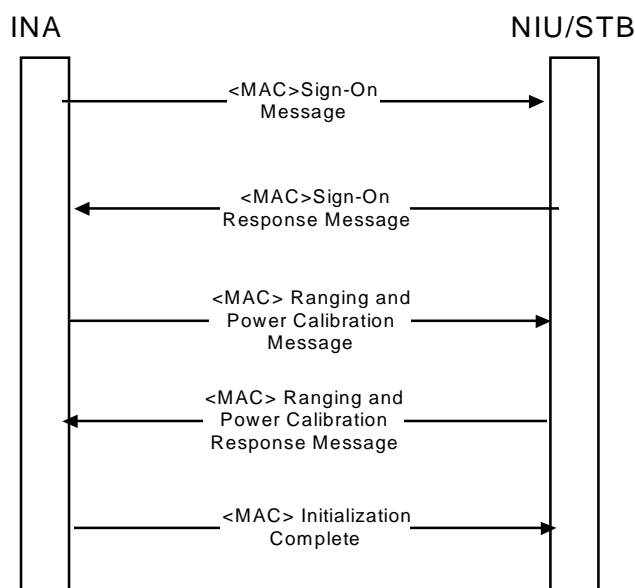 INA
NIU/STB
<MAC>Sign-On
Message
<MAC>Sign-On
Response Message
<MAC> Ranging and
Power Calibration
Message
<MAC> Ranging and
Power Calibration
Response Message
<MAC> Initialization
Complete